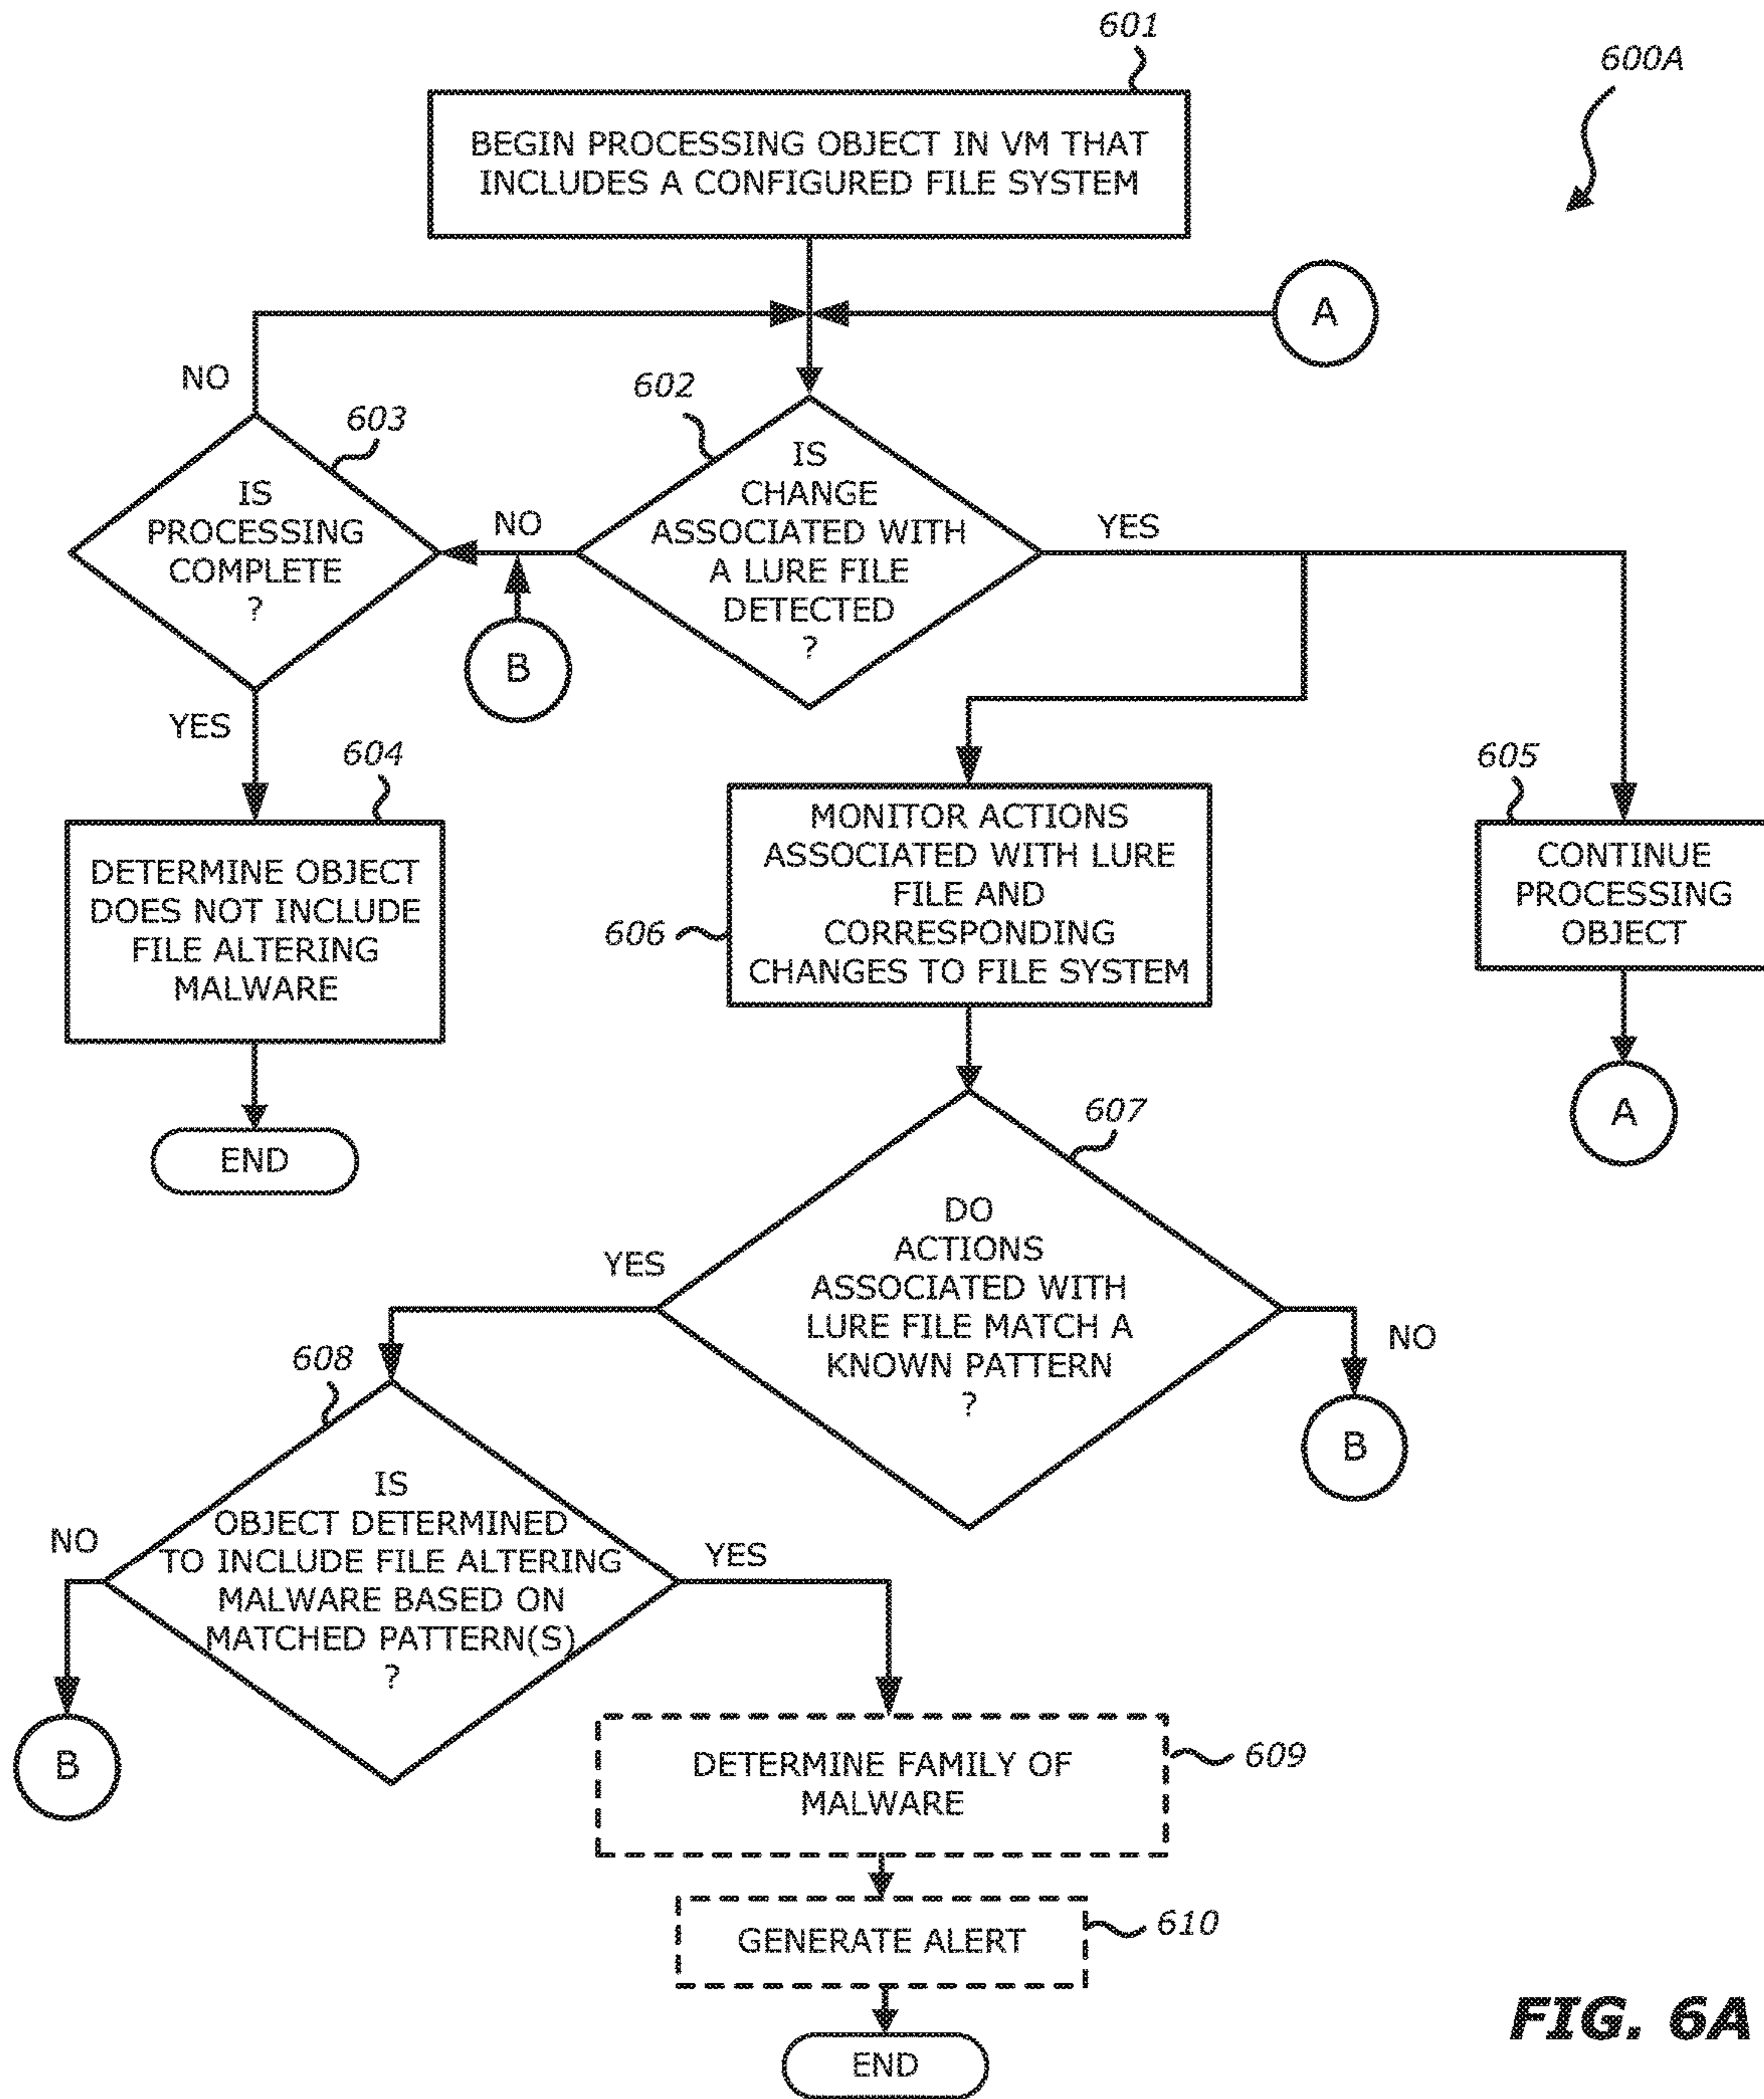 601
600A
BEGIN PROCESSING OBJECT IN VM THAT
INCLUDES A CONFIGURED FILE SYSTEM
A
NO
603
602
IS
PROCESSING
COMPLETE
?
NO
IS
CHANGE
ASSOCIATED WITH
A LURE FILE
DETECTED
?
YES
B
YES
604
DETERMINE OBJECT
DOES NOT INCLUDE
FILE ALTERING
MALWARE
END
606
MONITOR ACTIONS
ASSOCIATED WITH LURE
FILE AND
CORRESPONDING
CHANGES TO FILE SYSTEM
605
CONTINUE
PROCESSING
OBJECT
A
607
DO
ACTIONS
ASSOCIATED WITH
LURE FILE MATCH A
KNOWN PATTERN
?
YES
NO
B
608
IS
OBJECT DETERMINED
TO INCLUDE FILE ALTERING
MALWARE BASED ON
MATCHED PATTERN(S)
?
NO
YES
B
DETERMINE FAMILY OF
MALWARE
609
GENERATE ALERT
610
END
FIG. 6A